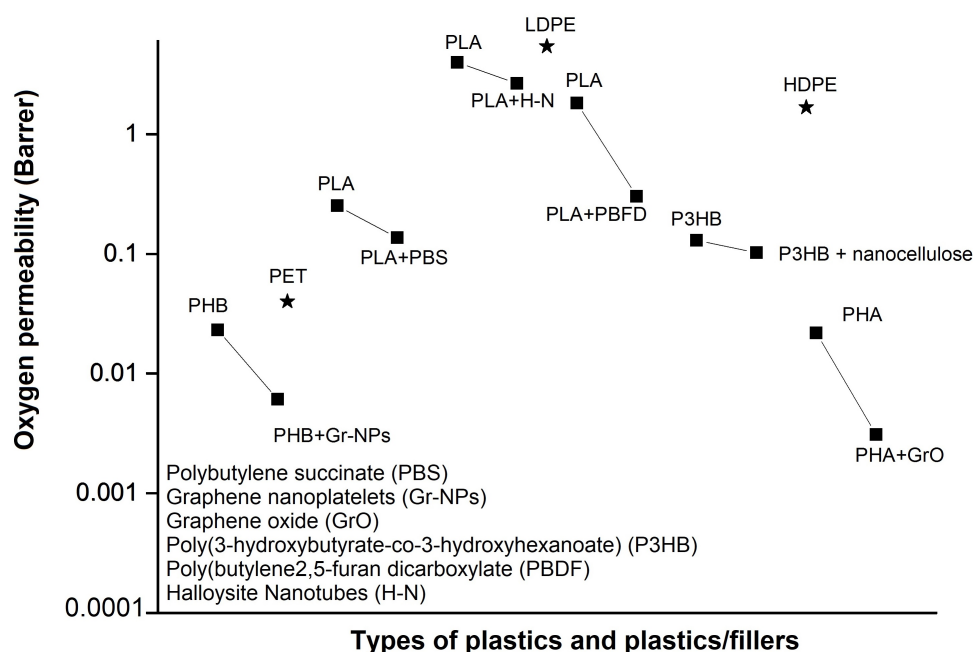 LDPE
PLA
PLA
HDPE
PLA+H-N
1
PLA
PLA+PBFD
P3HB
0.1
PLA+PBS
P3HB + nanocellulose
PET
PHB
PHA
0.01
PHB+Gr-NPs
PHA+GrO
Polybutylene succinate (PBS)
0.001
Graphene nanoplatelets (Gr-NPs)
Graphene oxide (GrO)
Poly(3-hydroxybutyrate-co-3-hydroxyhexanoate) (P3HB)
Poly(butylene2,5-furan dicarboxylate (PBDF)
Halloysite Nanotubes (H-N)
0.0001
Oxygen permeability (Barrer)
Types of plastics and plastics/fillers